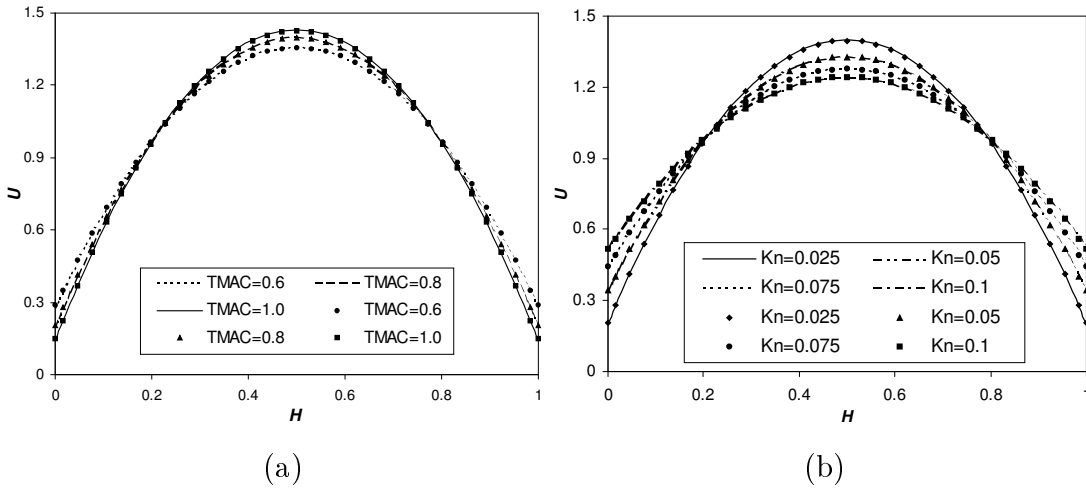 1.5
1.2
0.9
0.6
0.3
0
U
TMAC=0.6 TMAC=0.8
TMAC=1.0 TMAC=0.6
TMAC=0.8 TMAC=1.0
0 0.2 0.4 0.6 0.8 1
H
(a)
1.5
1.2
0.9
0.6
0.3
0
U
Kn=0.025 Kn=0.05
Kn=0.075 Kn=0.1
Kn=0.025 Kn=0.05
Kn=0.075 Kn=0.1
0 0.2 0.4 0.6 0.8 1
H
(b)